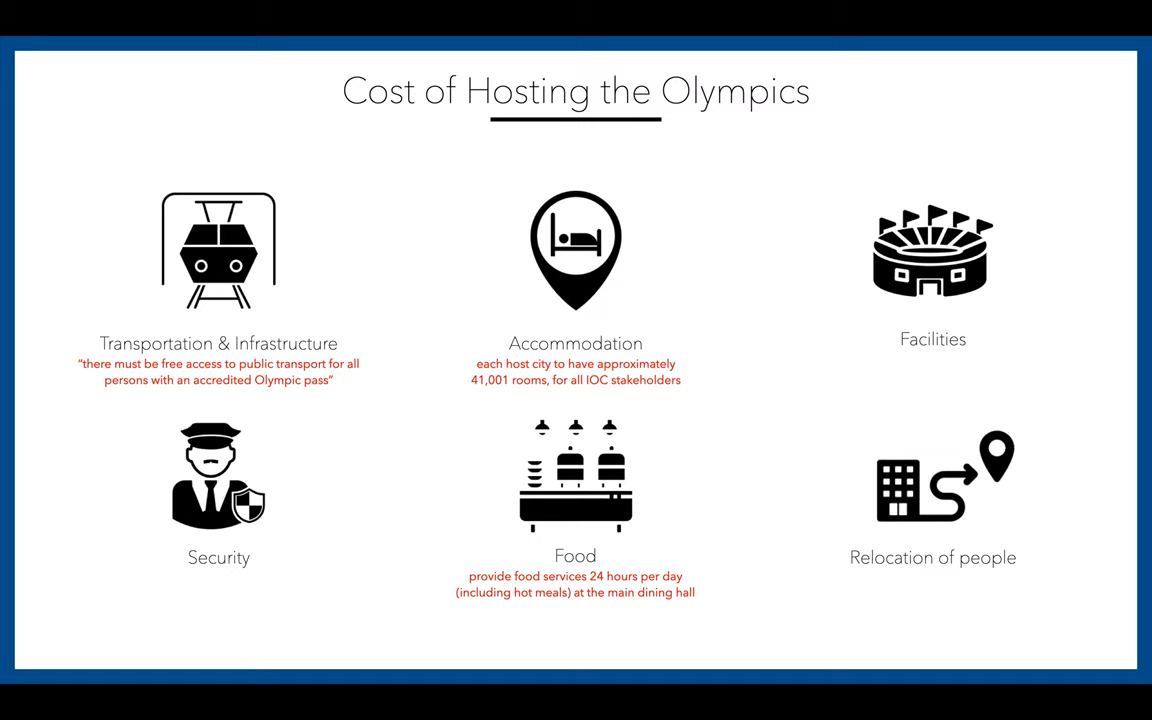 Cost of Hosting the Olympics
Transportation & Infrastructure
“there must be free access to public transport for all
persons with an accredited Olympic pass”
Accommodation
each host city to have approximately
41,001 rooms, for all IOC stakeholders
Facilities
Security
Food
provide food services 24 hours per day
(including hot meals) at the main dining hall
Relocation of people